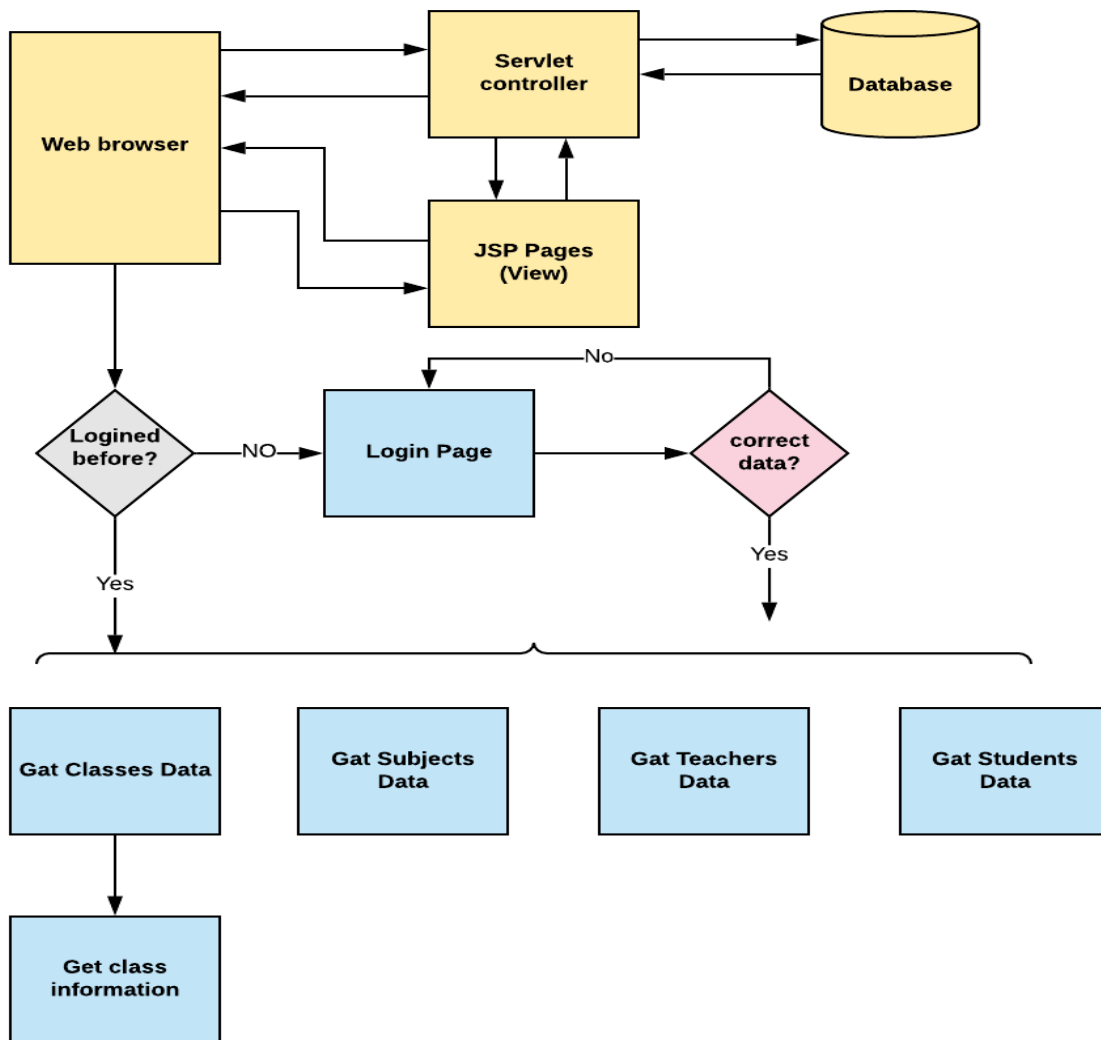 Servlet
controller
Database
Web browser
JSP Pages
(View)
No
Logined
before?
NO
Login Page
correct
data?
Yes
Yes
Gat Classes Data
Gat Subjects
Data
Gat Teachers
Data
Gat Students
Data
Get class
information